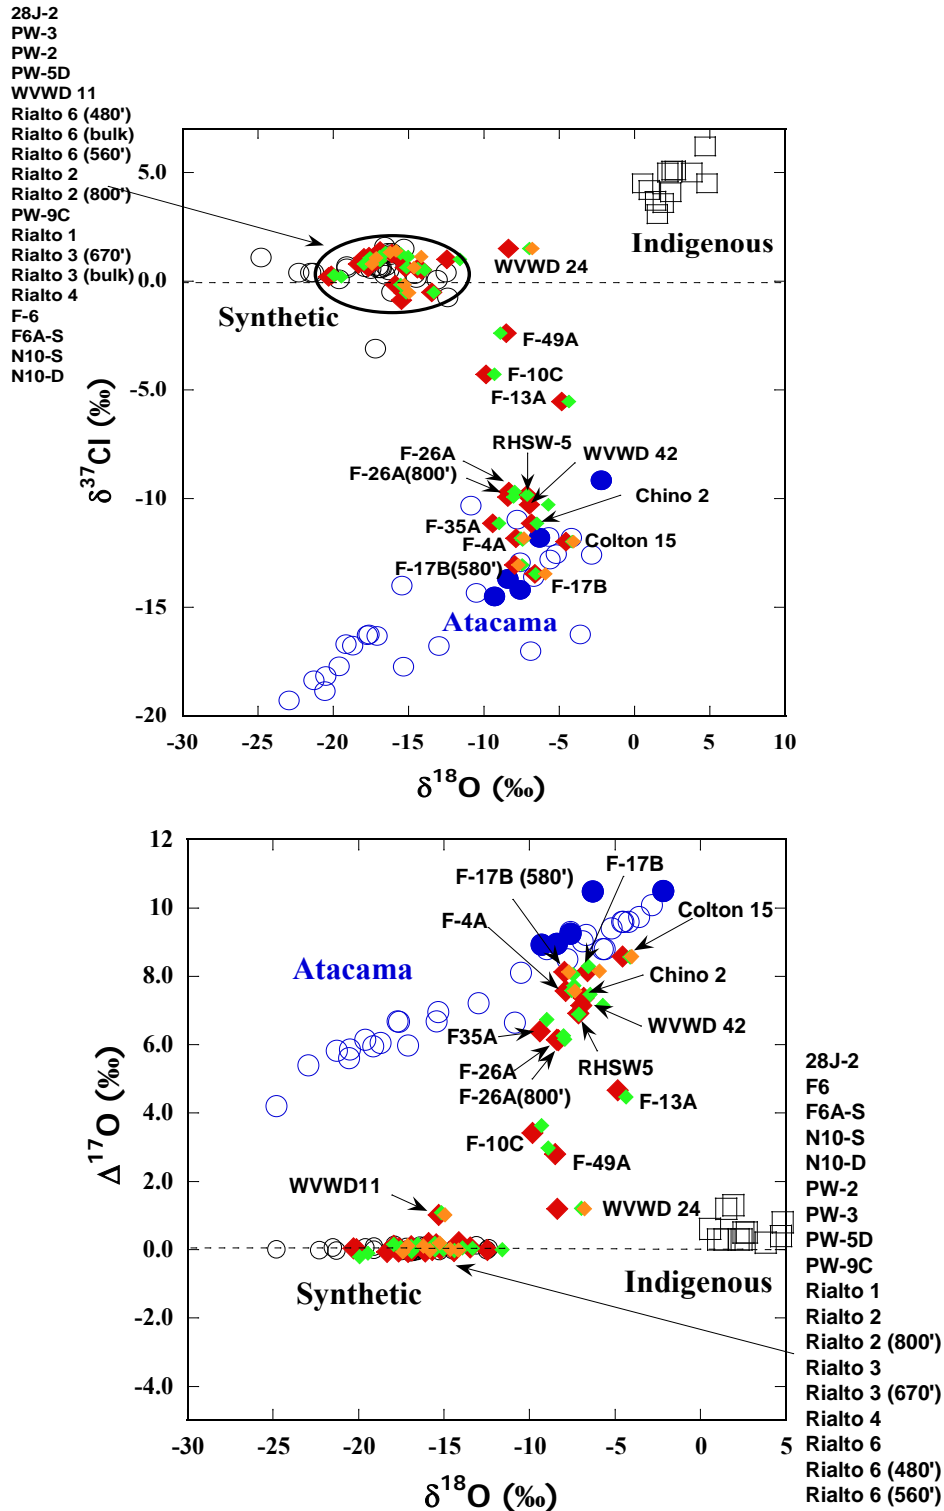 28J-2
PW-3
PW-2
PW-5D
WVWD 11
Rialto 6 (480')
Rialto 6 (bulk)
Rialto 6 (560')
Rialto 2
Rialto 2 (800')
PW-9C
Rialto 1
Rialto 3 (670')
Rialto 3 (bulk)
Rialto 4
F-6
F6A-S
N10-S
N10-D
5.0
0.0
-5.0
-10
-15
-20
δ³⁷Cl (‰)
Indigenous
WVWD 24
Synthetic
F-49A
F-10C
F-13A
RHSW-5
F-26A
WVWD 42
F-26A(800')
Chino 2
F-35A
F-4A
Colton 15
F-17B(580')
F-17B
Atacama
-30 -25 -20 -15 -10 -5 0 5 10
δ¹⁸O (‰)
12
10
8.0
6.0
4.0
2.0
0.0
-2.0
-4.0
Δ¹⁷O (‰)
F-17B
F-17B (580')
Colton 15
F-4A
Atacama
Chino 2
WVWD 42
F35A
RHSW5
F-26A
F-26A(800')
F-13A
F-10C
F-49A
WVWD11
WVWD 24
Synthetic
Indigenous
-30 -25 -20 -15 -10 -5 0 5
δ¹⁸O (‰)
28J-2
F6
F6A-S
N10-S
N10-D
PW-2
PW-3
PW-5D
PW-9C
Rialto 1
Rialto 2
Rialto 2 (800')
Rialto 3
Rialto 3 (670')
Rialto 4
Rialto 6
Rialto 6 (480')
Rialto 6 (560')